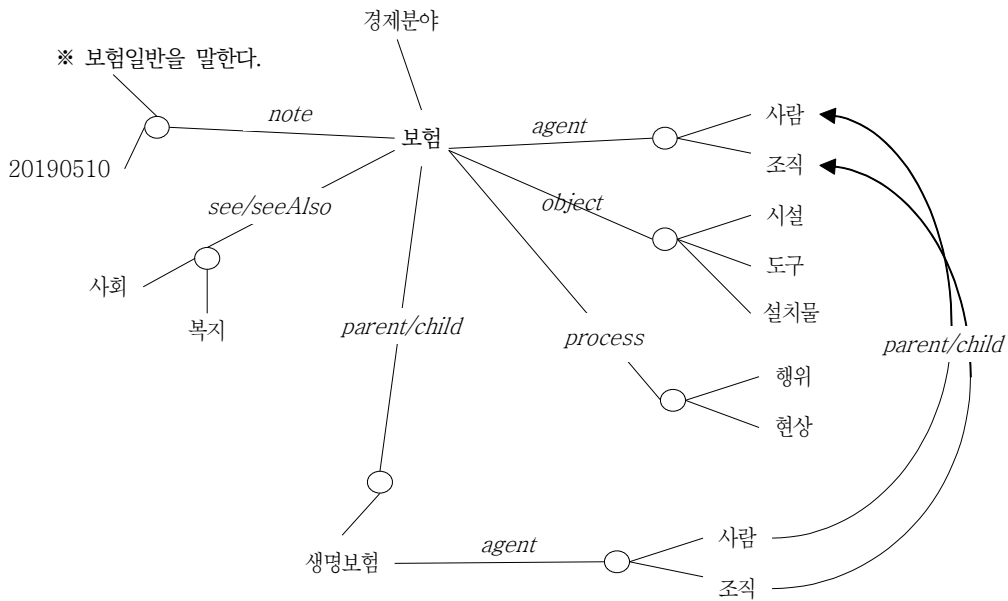 경제분야
※ 보험일반을 말한다.
note
보험
agent
사람
조직
20190510
see/seeAlso
object
시설
도구
설치물
사회
복지
parent/child
process
parent/child
행위
현상
생명보험
agent
사람
조직